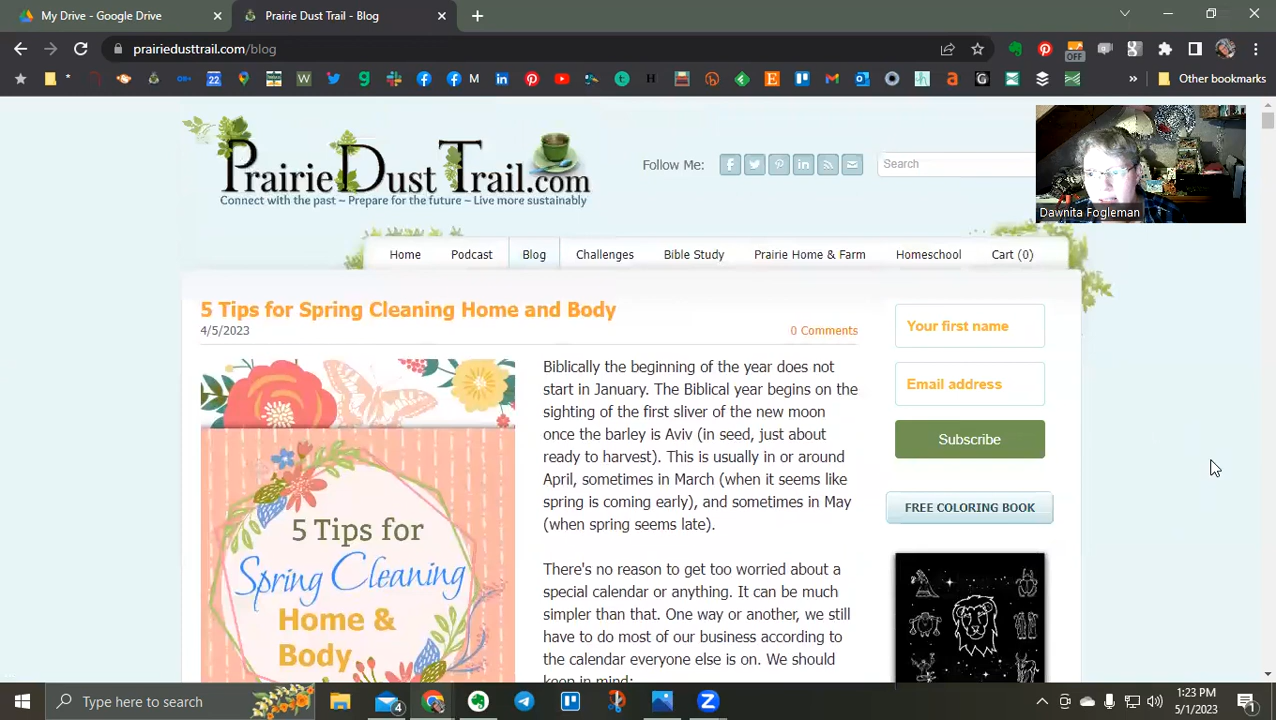 My Drive - Google Drive
Prairie Dust Trail - Blog
prairiedusttrail.com/blog
Other bookmarks
PrairieDustTrail.com
Connect with the past ~ Prepare for the future ~ Live more sustainably
Follow Me:
Search
Dawnita Fogleman
Home
Podcast
Blog
Challenges
Bible Study
Prairie Home & Farm
Homeschool
Cart (0)
5 Tips for Spring Cleaning Home and Body
4/5/2023
0 Comments
5 Tips for
Spring Cleaning
Home &
Body
Biblically the beginning of the year does not
start in January. The Biblical year begins on the
sighting of the first sliver of the new moon
once the barley is Aviv (in seed, just about
ready to harvest). This is usually in or around
April, sometimes in March (when it seems like
spring is coming early), and sometimes in May
(when spring seems late).
There's no reason to get too worried about a
special calendar or anything. It can be much
simpler than that. One way or another, we still
have to do most of our business according to
the calendar everyone else is on. We should
keep in mind:
Your first name
Email address
Subscribe
FREE COLORING BOOK
Type here to search
1:23 PM
5/1/2023